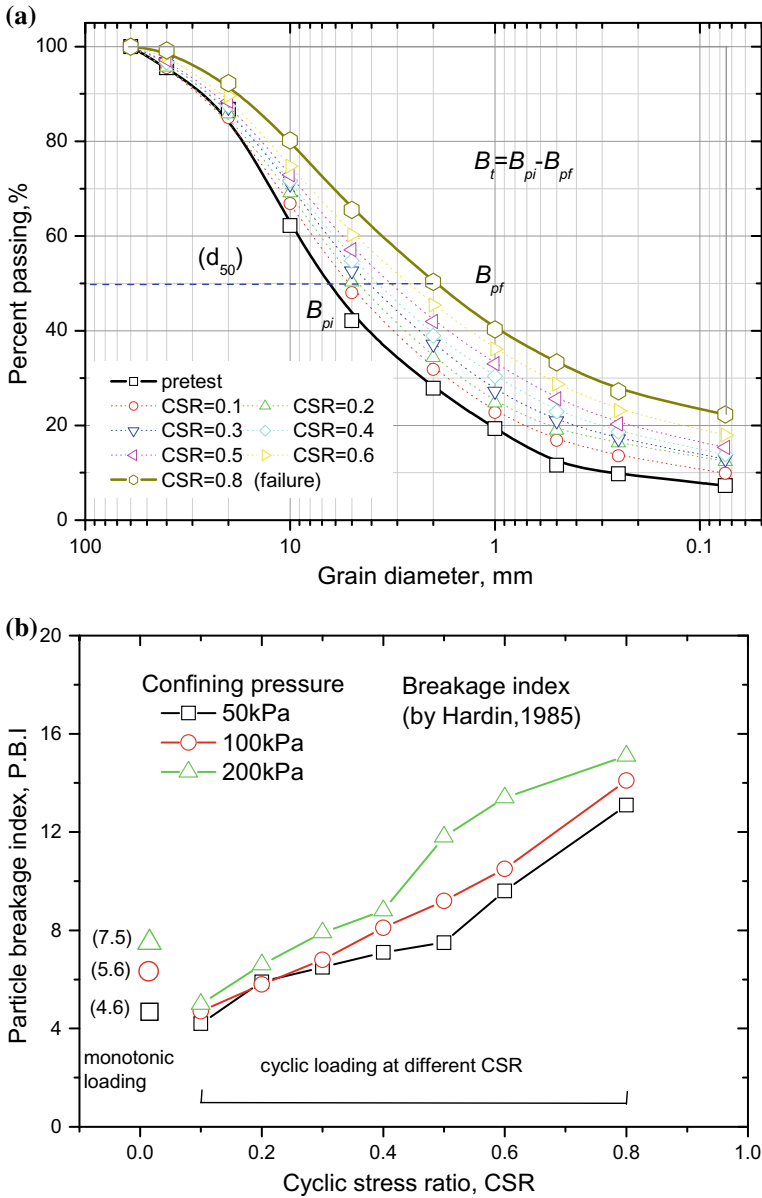 (a)
100
80
60
40
20
0
Percent passing,%
B_t=B_pi-B_pf
(d_50)
B_pi
B_pf
pretest
CSR=0.1 CSR=0.2
CSR=0.3 CSR=0.4
CSR=0.5 CSR=0.6
CSR=0.8 (failure)
100 10 1 0.1
Grain diameter, mm
(b)
20
16
12
8
4
0
Particle breakage index, P.B.I
Confining pressure
50kPa
100kPa
200kPa
Breakage index
(by Hardin,1985)
(7.5)
(5.6)
(4.6)
monotonic
loading
cyclic loading at different CSR
0.0 0.2 0.4 0.6 0.8 1.0
Cyclic stress ratio, CSR